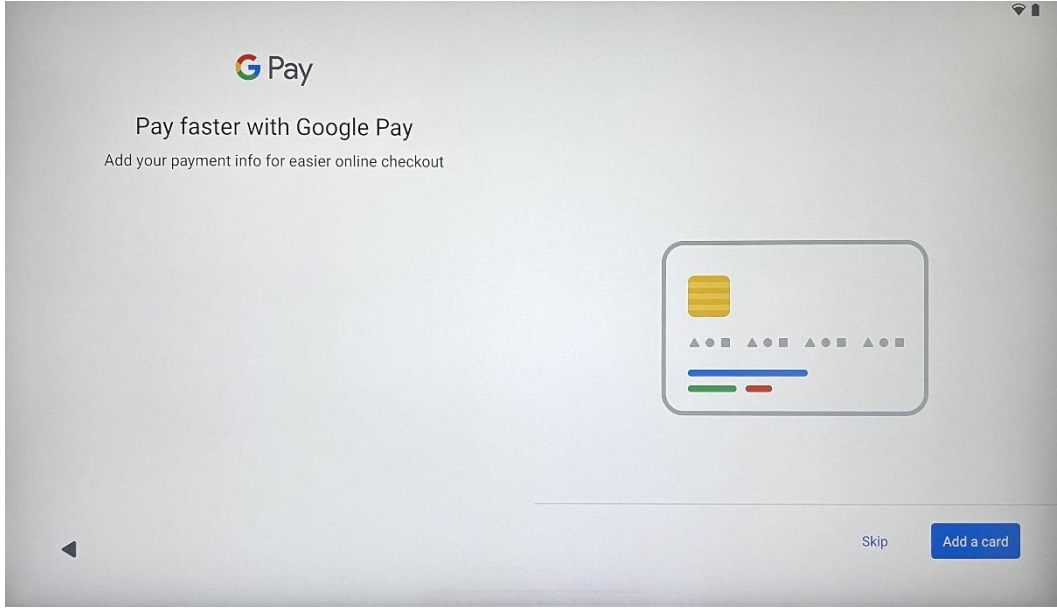 G Pay
Pay faster with Google Pay
Add your payment info for easier online checkout
Skip
Add a card